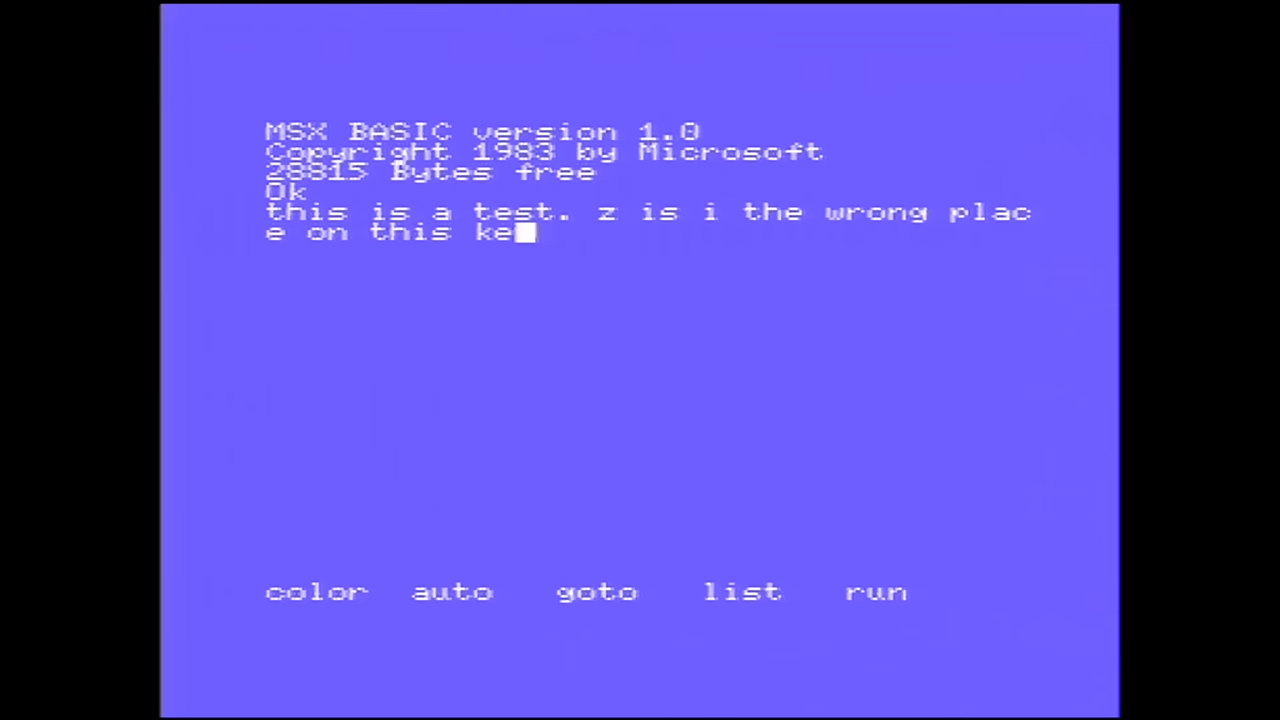 MSX BASIC version 1.0
Copyright 1983 by Microsoft
28815 Bytes free
Ok
this is a test. z is i the wrong plac
e on this ke
color auto goto list run